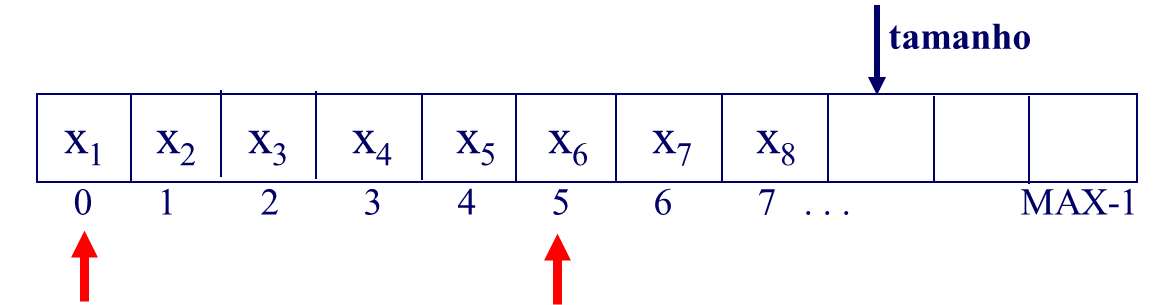 tamanho
x₁ x₂ x₃ x₄ x₅ x₆ x₇ x₈
0 1 2 3 4 5 6 7 . . . MAX-1